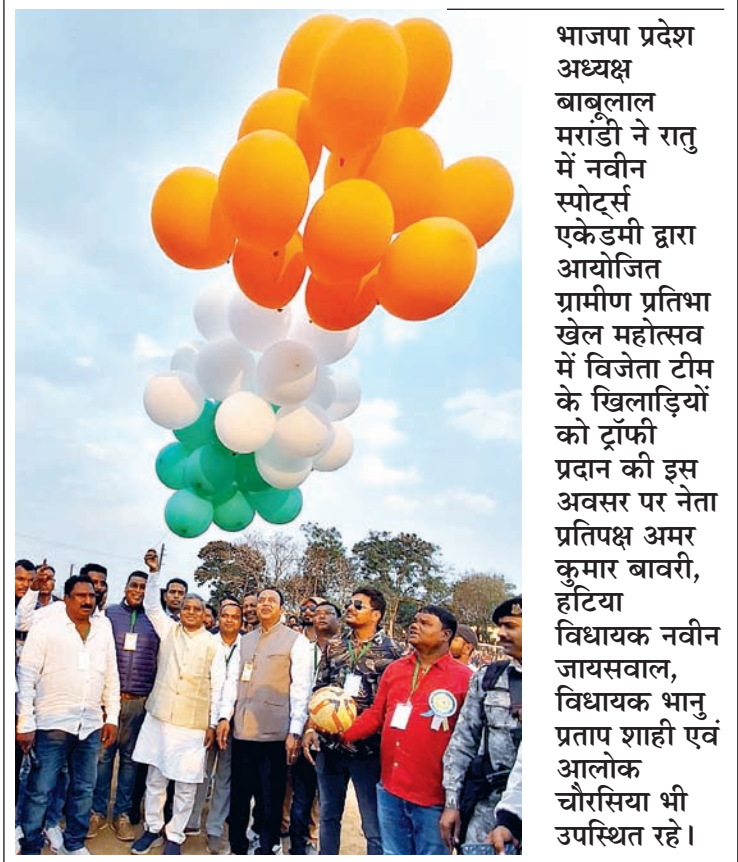 भाजपा प्रदेश
अध्यक्ष
बाबूलाल
मरांडी ने रातु
में नवीन
स्पोर्ट्स
एकेडमी द्वारा
आयोजित
ग्रामीण प्रतिभा
खेल महोत्सव
में विजेता टीम
के खिलाड़ियों
को ट्रॉफी
प्रदान की इस
अवसर पर नेता
प्रतिपक्ष अमर
कुमार बावरी,
हटिया
विधायक नवीन
जायसवाल,
विधायक भानु
प्रताप शाही एवं
आलोक
चौरसिया भी
उपस्थित रहे।